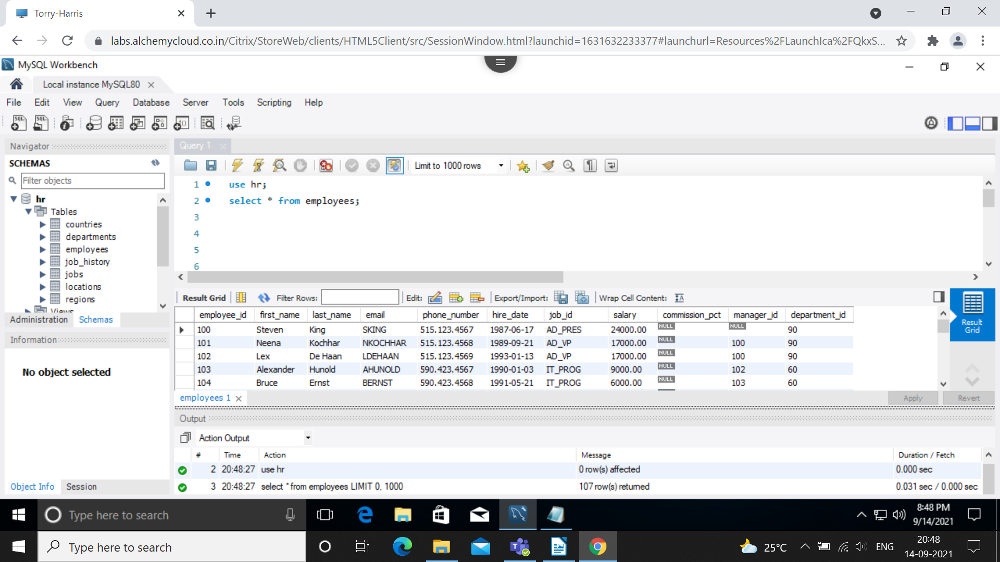 Torry-Harris
labs.alchemycloud.co.in/Citrix/StoreWeb/clients/HTML5Client/src/SessionWindow.html?launchid=1631632233377#launchurl=Resources%2FLaunchIca%2FQkxS...
MySQL Workbench
Local instance MySQL80
File Edit View Query Database Server Tools Scripting Help
Navigator
Query 1
SCHEMAS
Limit to 1000 rows
Filter objects
1 use hr;
2 select * from employees;
3
4
5
6
hr
Tables
countries
departments
employees
job_history
jobs
locations
regions
Views
Administration Schemas
Information
No object selected
Object Info Session
Result Grid Filter Rows: Edit: Export/Import: Wrap Cell Content:
employee_id first_name last_name email phone_number hire_date job_id salary commission_pct manager_id department_id
100 Steven King SKING 515.123.4567 1987-06-17 AD_PRES 24000.00 NULL NULL 90
101 Neena Kochhar NKOCHHAR 515.123.4568 1989-09-21 AD_VP 17000.00 NULL 100 90
102 Lex De Haan LDEHAAN 515.123.4569 1993-01-13 AD_VP 17000.00 NULL 100 90
103 Alexander Hunold AHUNOLD 590.423.4567 1990-01-03 IT_PROG 9000.00 NULL 102 60
104 Bruce Ernst BERNST 590.423.4568 1991-05-21 IT_PROG 6000.00 NULL 103 60
Result
Grid
employees 1
Apply Revert
Output
Action Output
# Time Action Message Duration / Fetch
2 20:48:27 use hr 0 row(s) affected 0.000 sec
3 20:48:27 select * from employees LIMIT 0, 1000 107 row(s) returned 0.031 sec / 0.000 sec
Type here to search
8:48 PM
9/14/2021
Type here to search
25°C
ENG
20:48
14-09-2021